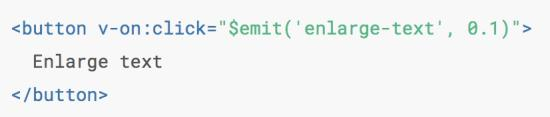 <button v-on:click="$emit('enlarge-text', 0.1)">
  Enlarge text
</button>